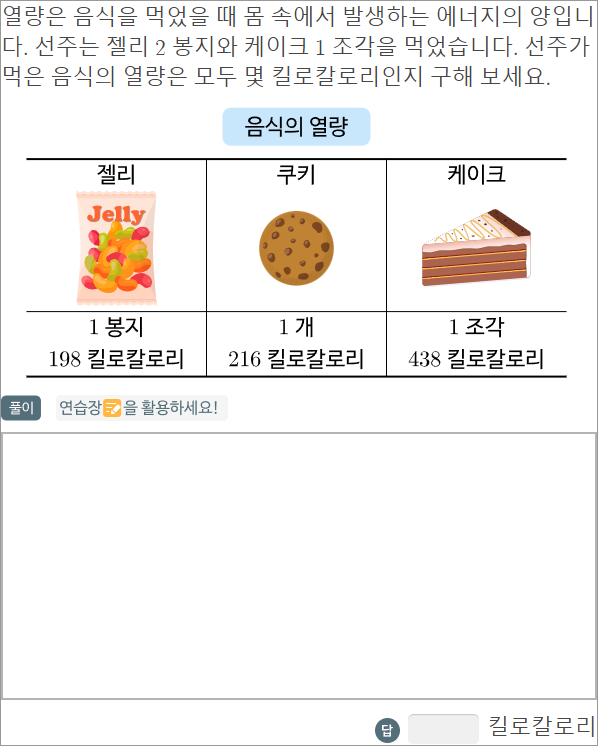 열량은 음식을 먹었을 때 몸 속에서 발생하는 에너지의 양입니
다. 선주는 젤리 2 봉지와 케이크 1 조각을 먹었습니다. 선주가
먹은 음식의 열량은 모두 몇 킬로칼로리인지 구해 보세요.
음식의 열량
젤리 쿠키 케이크
Jelly
1 봉지 1 개 1 조각
198 킬로칼로리 216 킬로칼로리 438 킬로칼로리
풀이 연습장 을 활용하세요!
답 킬로칼로리